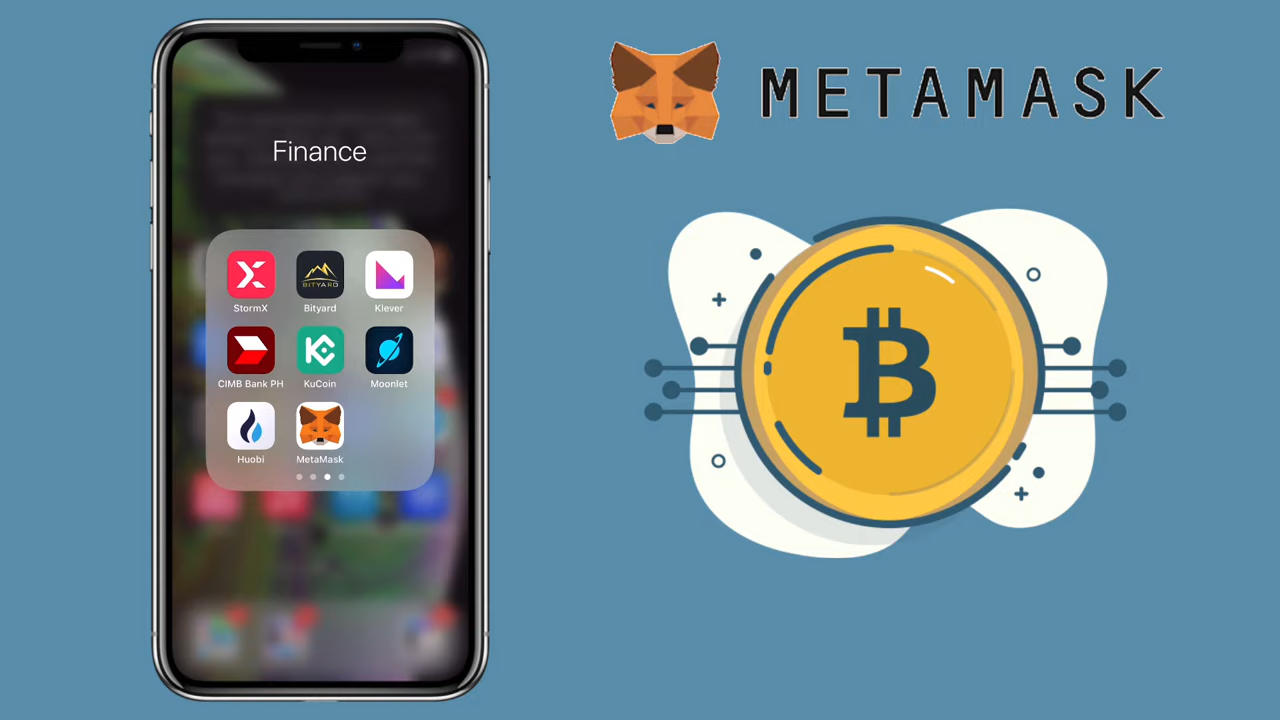 Finance
StormX
BITYARD
Bityard
Klever
CIMB Bank PH
KuCoin
Moonlet
Huobi
MetaMask
METAMASK